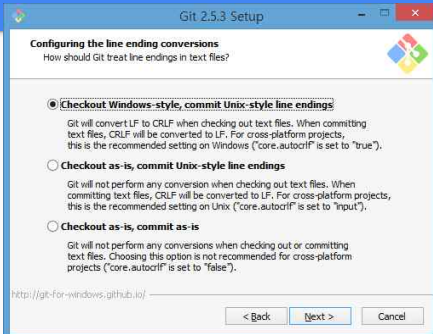 Git 2.5.3 Setup
Configuring the line ending conversions
How should Git treat line endings in text files?
Checkout Windows-style, commit Unix-style line endings
Git will convert LF to CRLF when checking out text files. When committing
text files, CRLF will be converted to LF. For cross-platform projects,
this is the recommended setting on Windows ("core.autocrlf" is set to "true").
Checkout as-is, commit Unix-style line endings
Git will not perform any conversion when checking out text files. When
committing text files, CRLF will be converted to LF. For cross-platform projects,
this is the recommended setting on Unix ("core.autocrlf" is set to "input").
Checkout as-is, commit as-is
Git will not perform any conversions when checking out or committing
text files. Choosing this option is not recommended for cross-platform
projects ("core.autocrlf" is set to "false").
http://git-for-windows.github.io/
< Back Next > Cancel